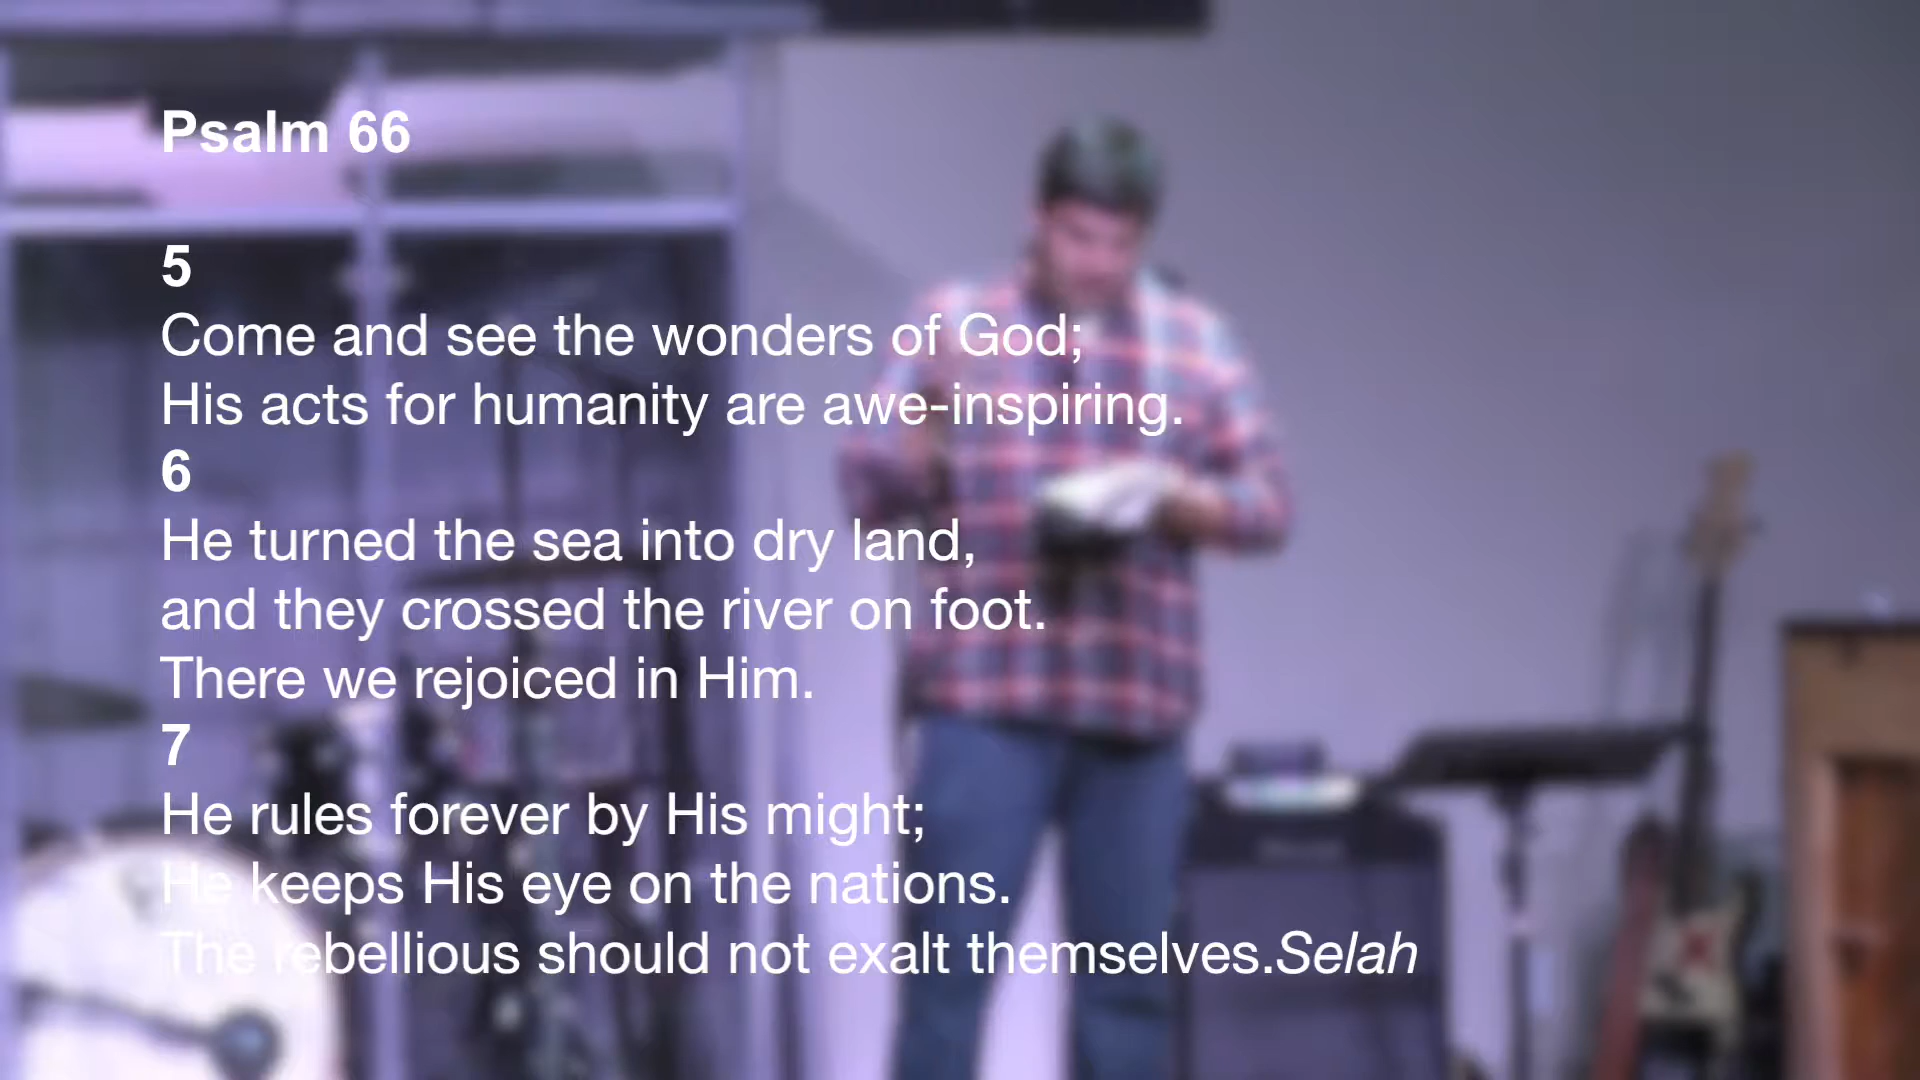 Psalm 66
5
Come and see the wonders of God;
His acts for humanity are awe-inspiring.
6
He turned the sea into dry land,
and they crossed the river on foot.
There we rejoiced in Him.
7
He rules forever by His might;
He keeps His eye on the nations.
The rebellious should not exalt themselves.Selah